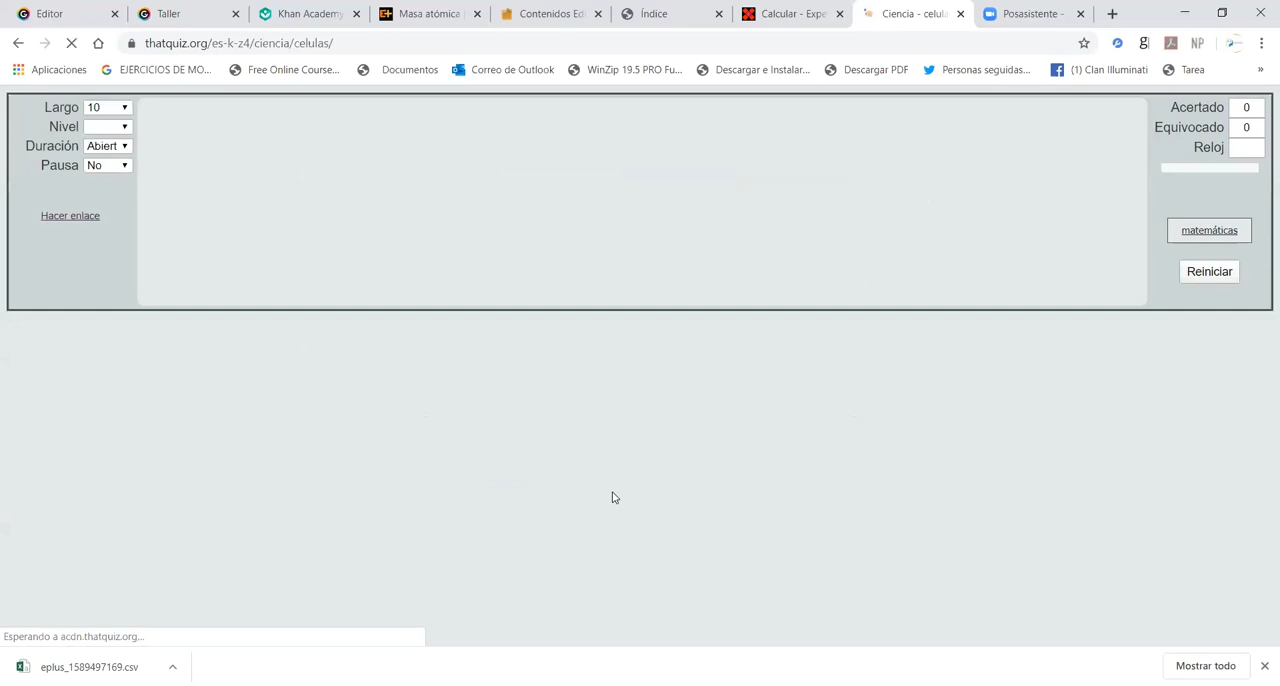 Editor
Taller
Khan Academy
Masa atómica
Contenidos Ed
Índice
Calcular - Expe
Ciencia - celula
Posasistente -
thatquiz.org/es-k-z4/ciencia/celulas/
Aplicaciones
EJERCICIOS DE MO...
Free Online Course...
Documentos
Correo de Outlook
WinZip 19.5 PRO Fu...
Descargar e Instalar...
Descargar PDF
Personas seguidas...
(1) Clan Illuminati
Tarea
»
Largo 10
Nivel
Duración Abiert
Pausa No
Hacer enlace
Acertado 0
Equivocado 0
Reloj
matemáticas
Reiniciar
Esperando a acdn.thatquiz.org...
eplus_1589497169.csv
Mostrar todo